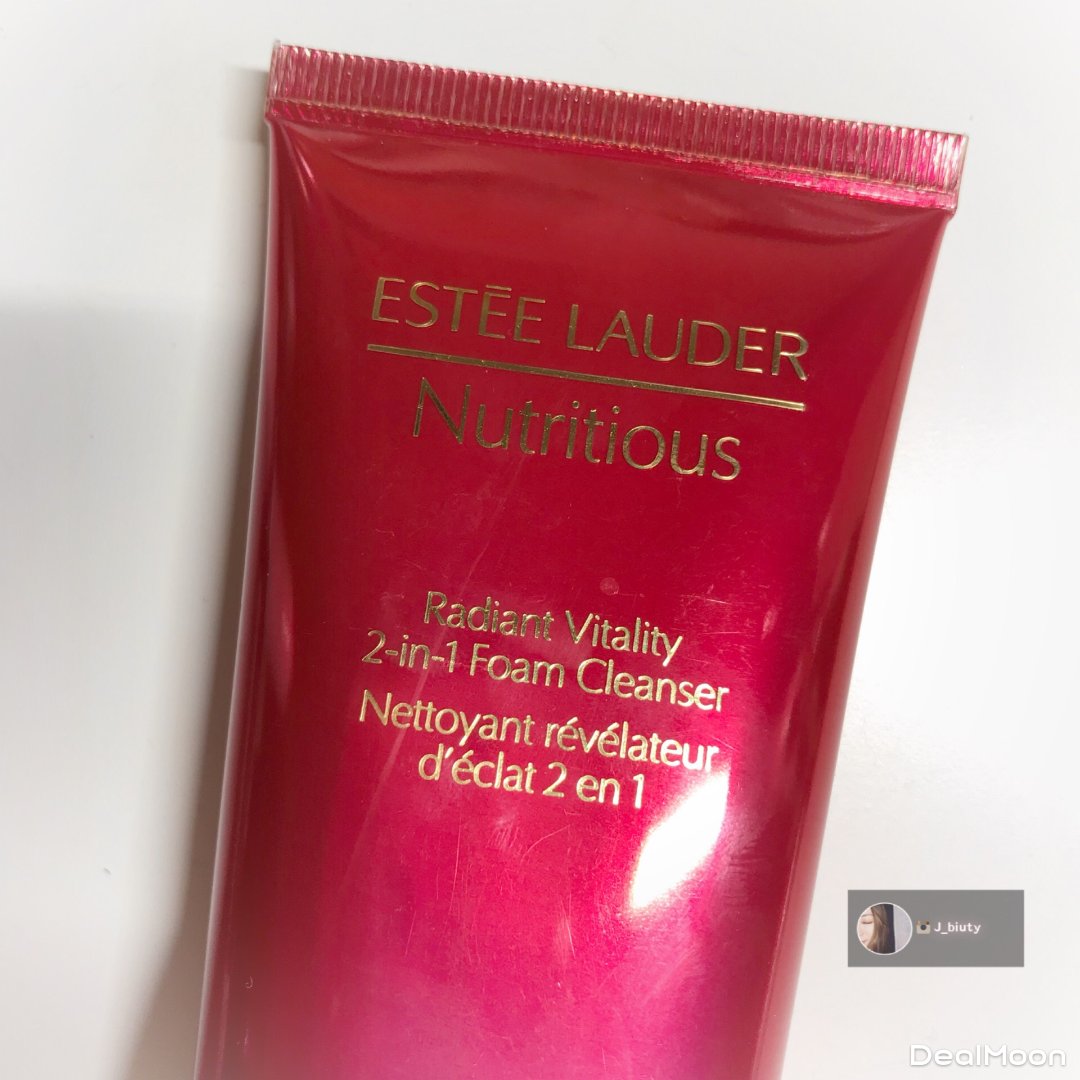 ESTĒE LAUDER
Nutritious
Radiant Vitality
2-in-1 Foam Cleanser
Nettoyant révélateur
d'éclat 2 en 1
J_biuty
DealMoon